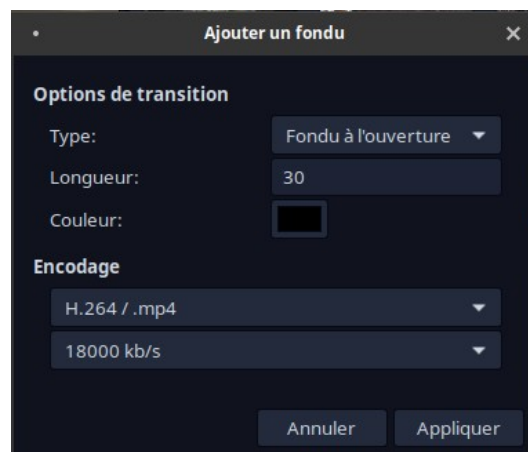 Ajouter un fondu
Options de transition
Type: Fondu à l'ouverture
Longueur: 30
Couleur:
Encodage
H.264 / .mp4
18000 kb/s
Annuler Appliquer